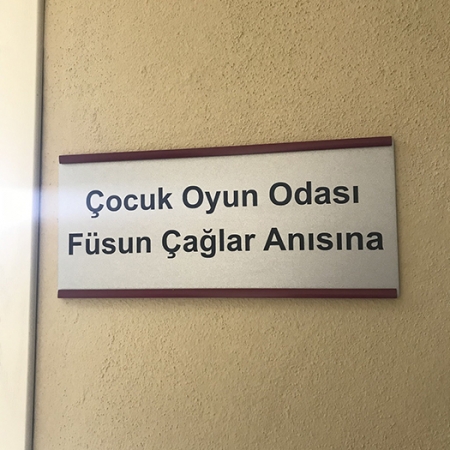 Çocuk Oyun Odası
Füsun Çağlar Anısına